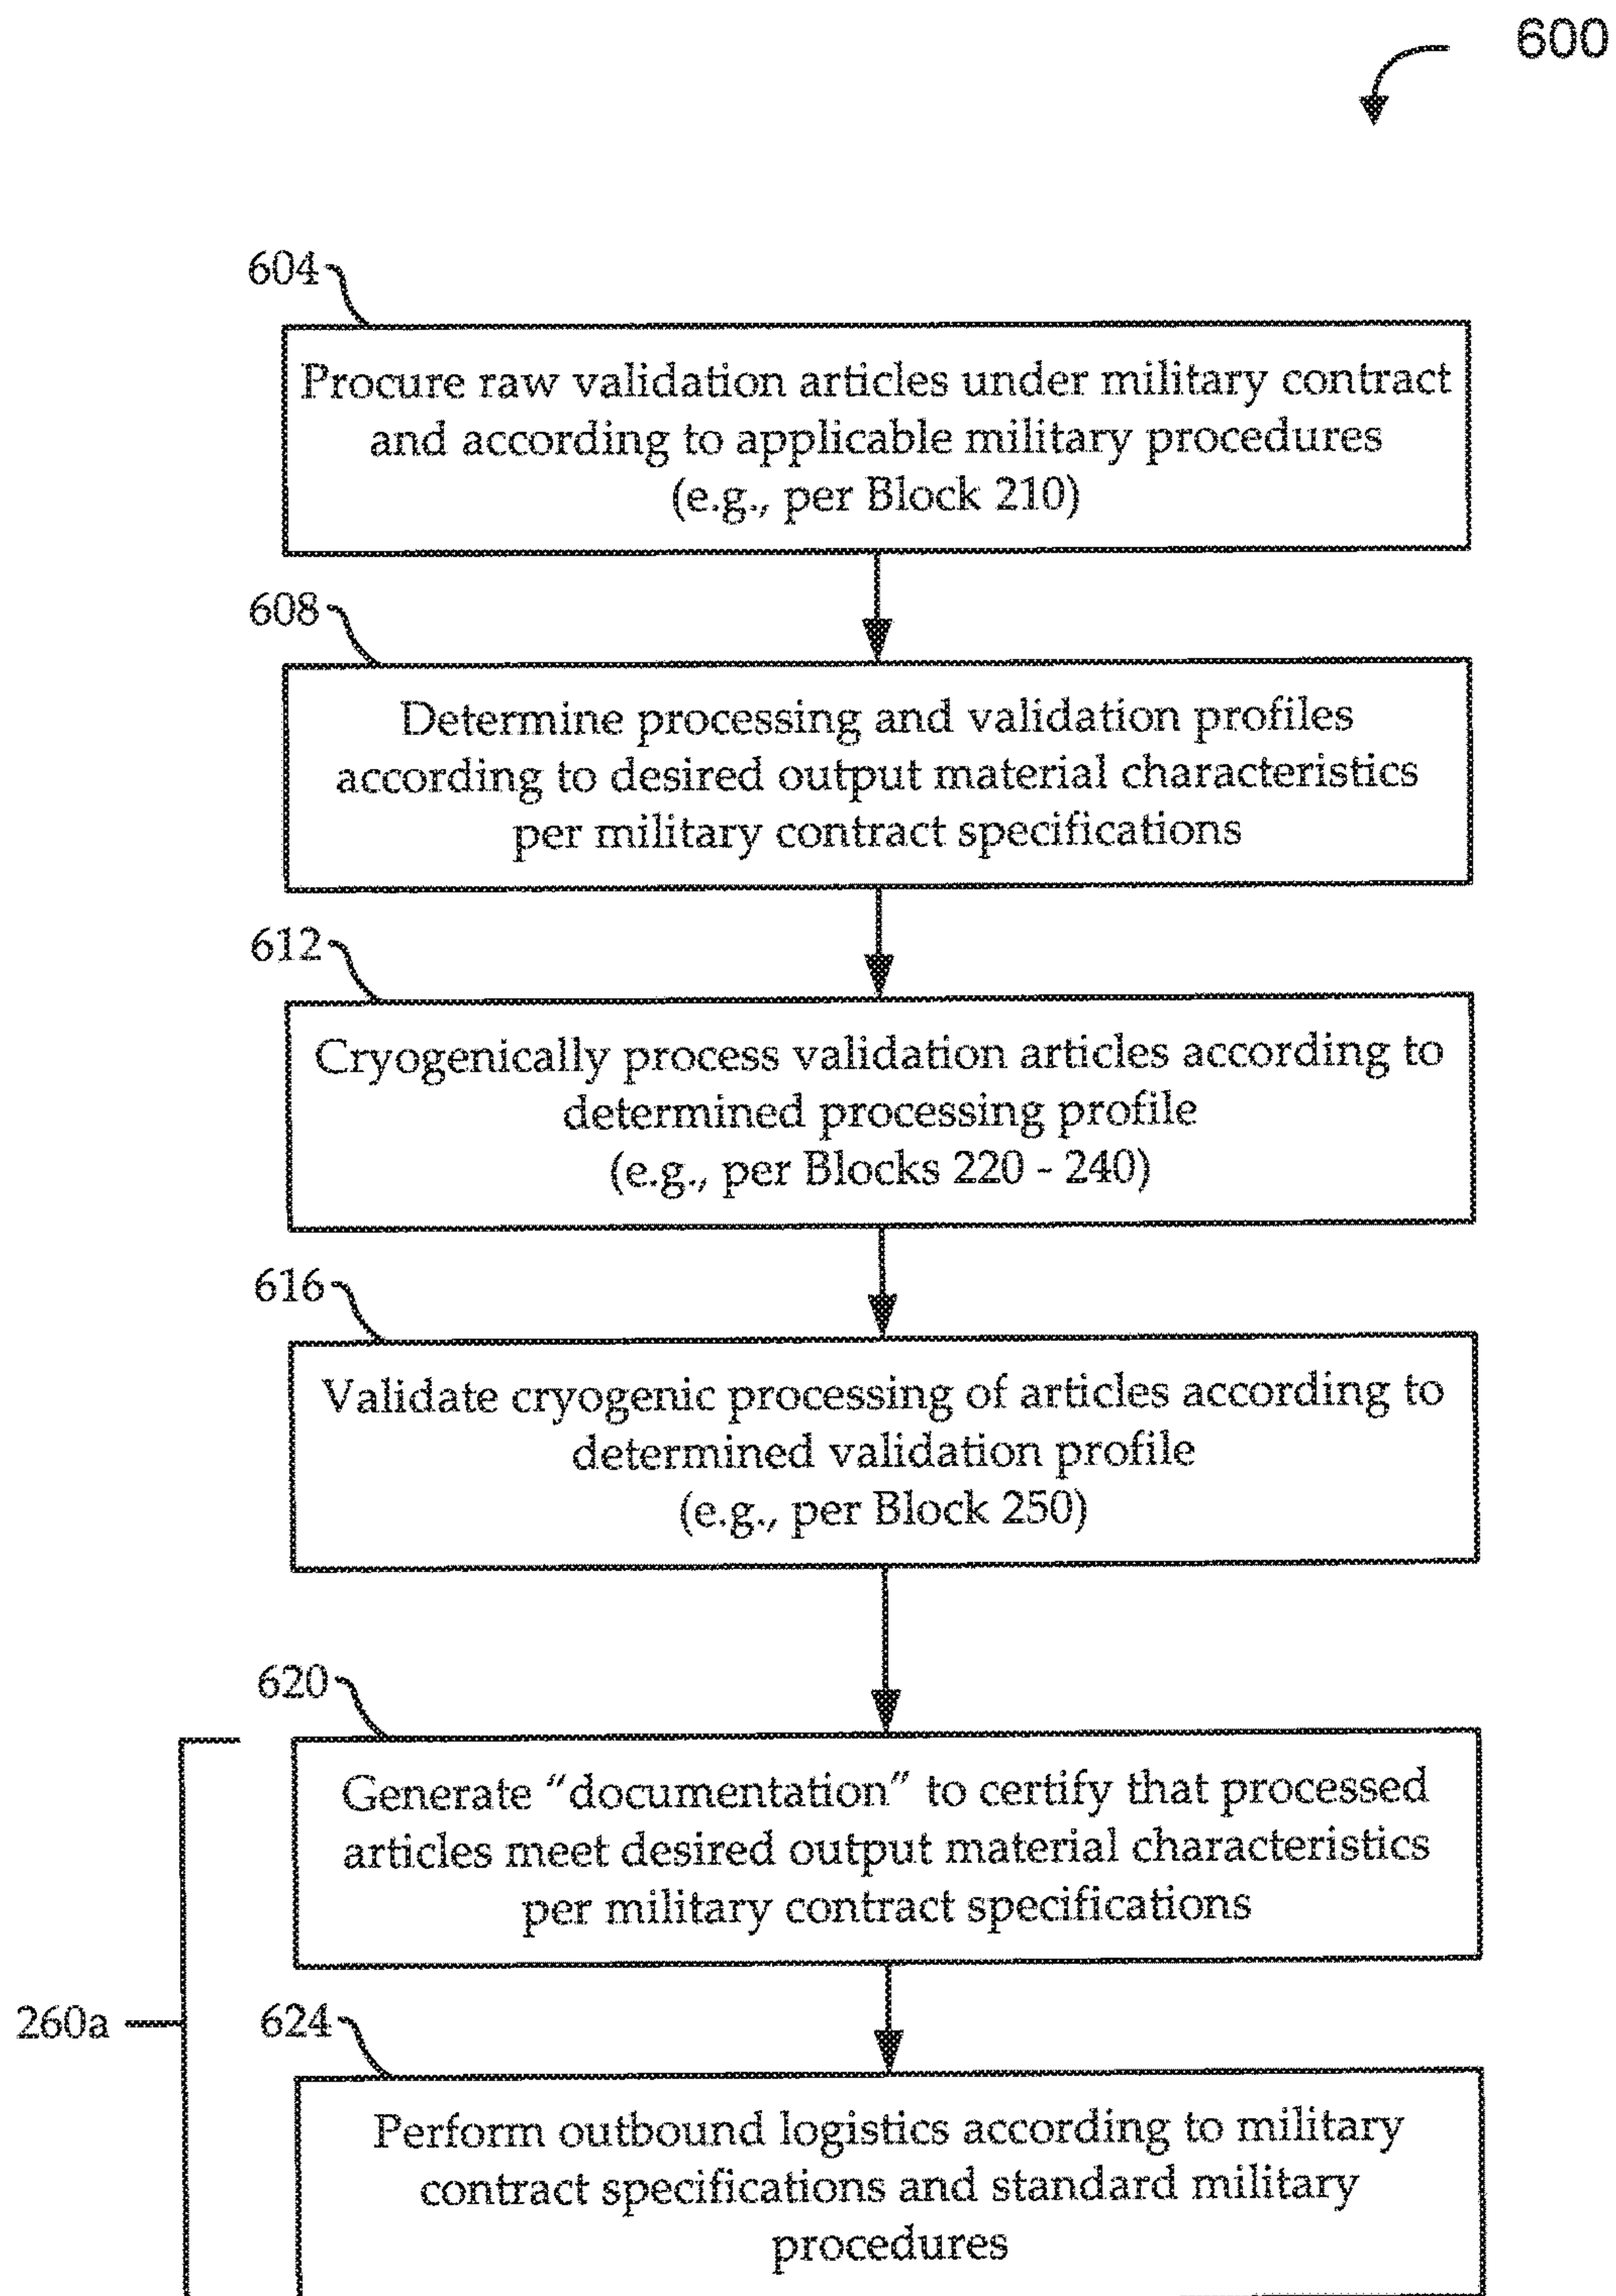 600
604
Procure raw validation articles under military contract
and according to applicable military procedures
(e.g., per Block 210)
608
Determine processing and validation profiles
according to desired output material characteristics
per military contract specifications
612
Cryogenically process validation articles according to
determined processing profile
(e.g., per Blocks 220 - 240)
616
Validate cryogenic processing of articles according to
determined validation profile
(e.g., per Block 250)
620
Generate “documentation” to certify that processed
articles meet desired output material characteristics
per military contract specifications
260a
624
Perform outbound logistics according to military
contract specifications and standard military
procedures